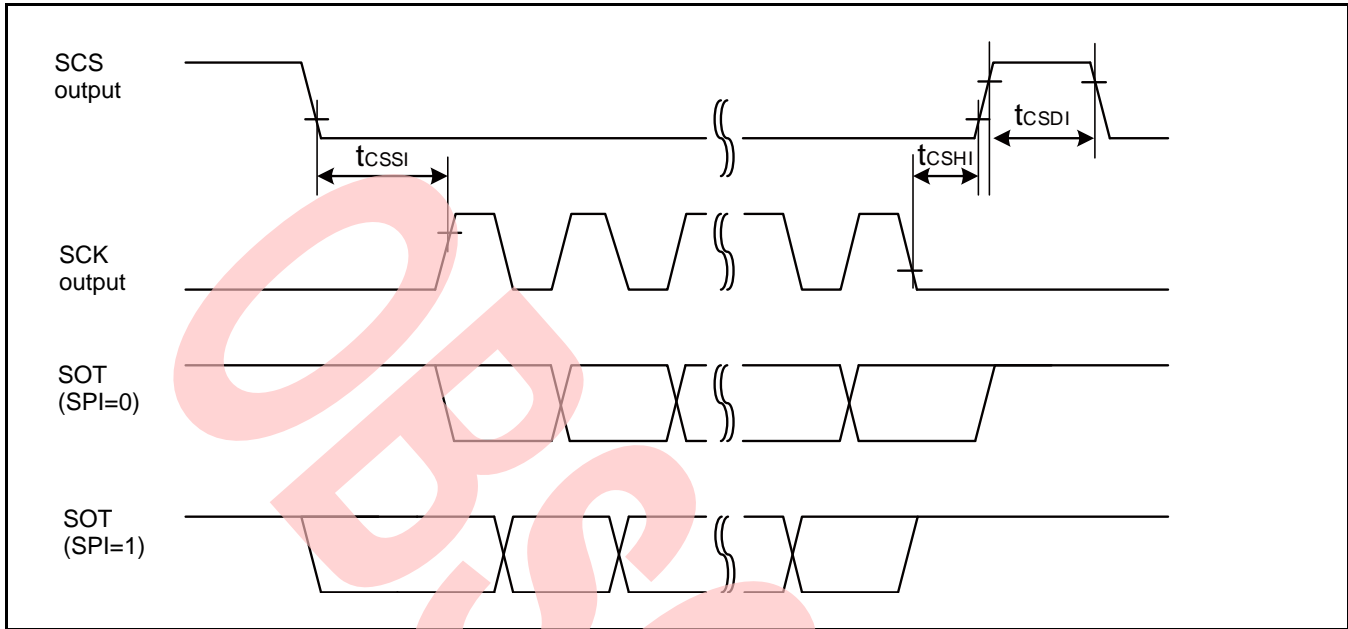 SCS
output
tCSSI
tCSHI
tCSDI
SCK
output
SOT
(SPI=0)
SOT
(SPI=1)